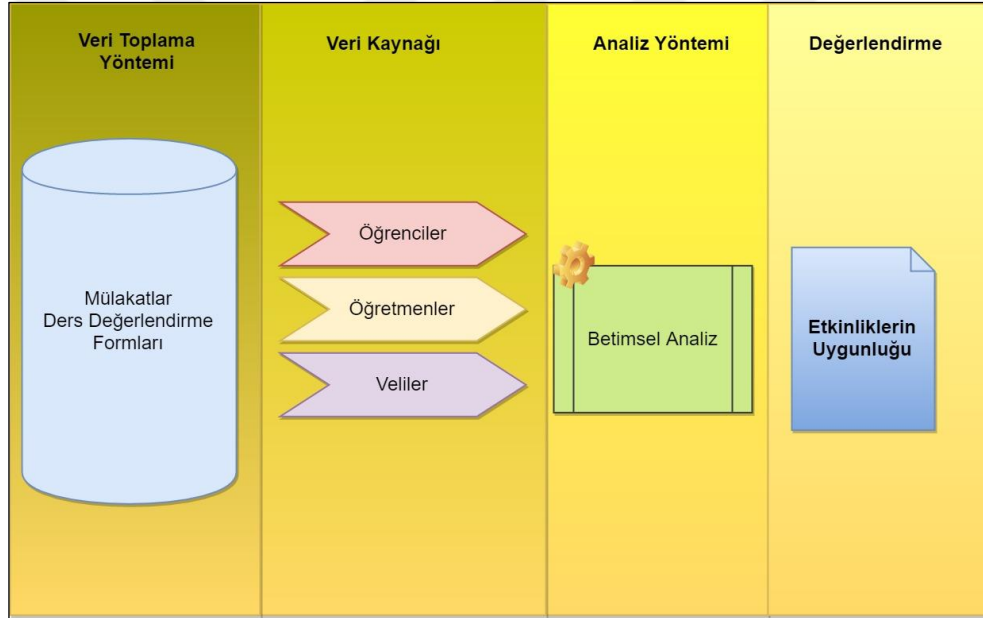 Veri Toplama
Yöntemi
Veri Kaynağı
Analiz Yöntemi
Değerlendirme
Mülakatlar
Ders Değerlendirme
Formları
Öğrenciler
Öğretmenler
Veliler
Betimsel Analiz
Etkinliklerin
Uygunluğu